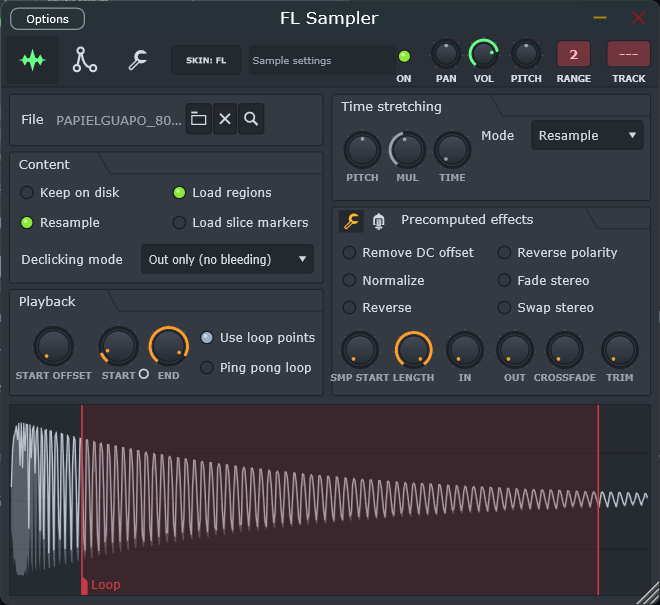 Options
FL Sampler
SKIN: FL
Sample settings
ON
PAN
VOL
PITCH
2
RANGE
---
TRACK
File
PAPIELGUAPO_80...
Content
Keep on disk
Load regions
Resample
Load slice markers
Declicking mode
Out only (no bleeding)
Playback
START OFFSET
START
END
Use loop points
Ping pong loop
Time stretching
PITCH
MUL
TIME
Mode
Resample
Precomputed effects
Remove DC offset
Reverse polarity
Normalize
Fade stereo
Reverse
Swap stereo
SMP START
LENGTH
IN
OUT
CROSSFADE
TRIM
Loop